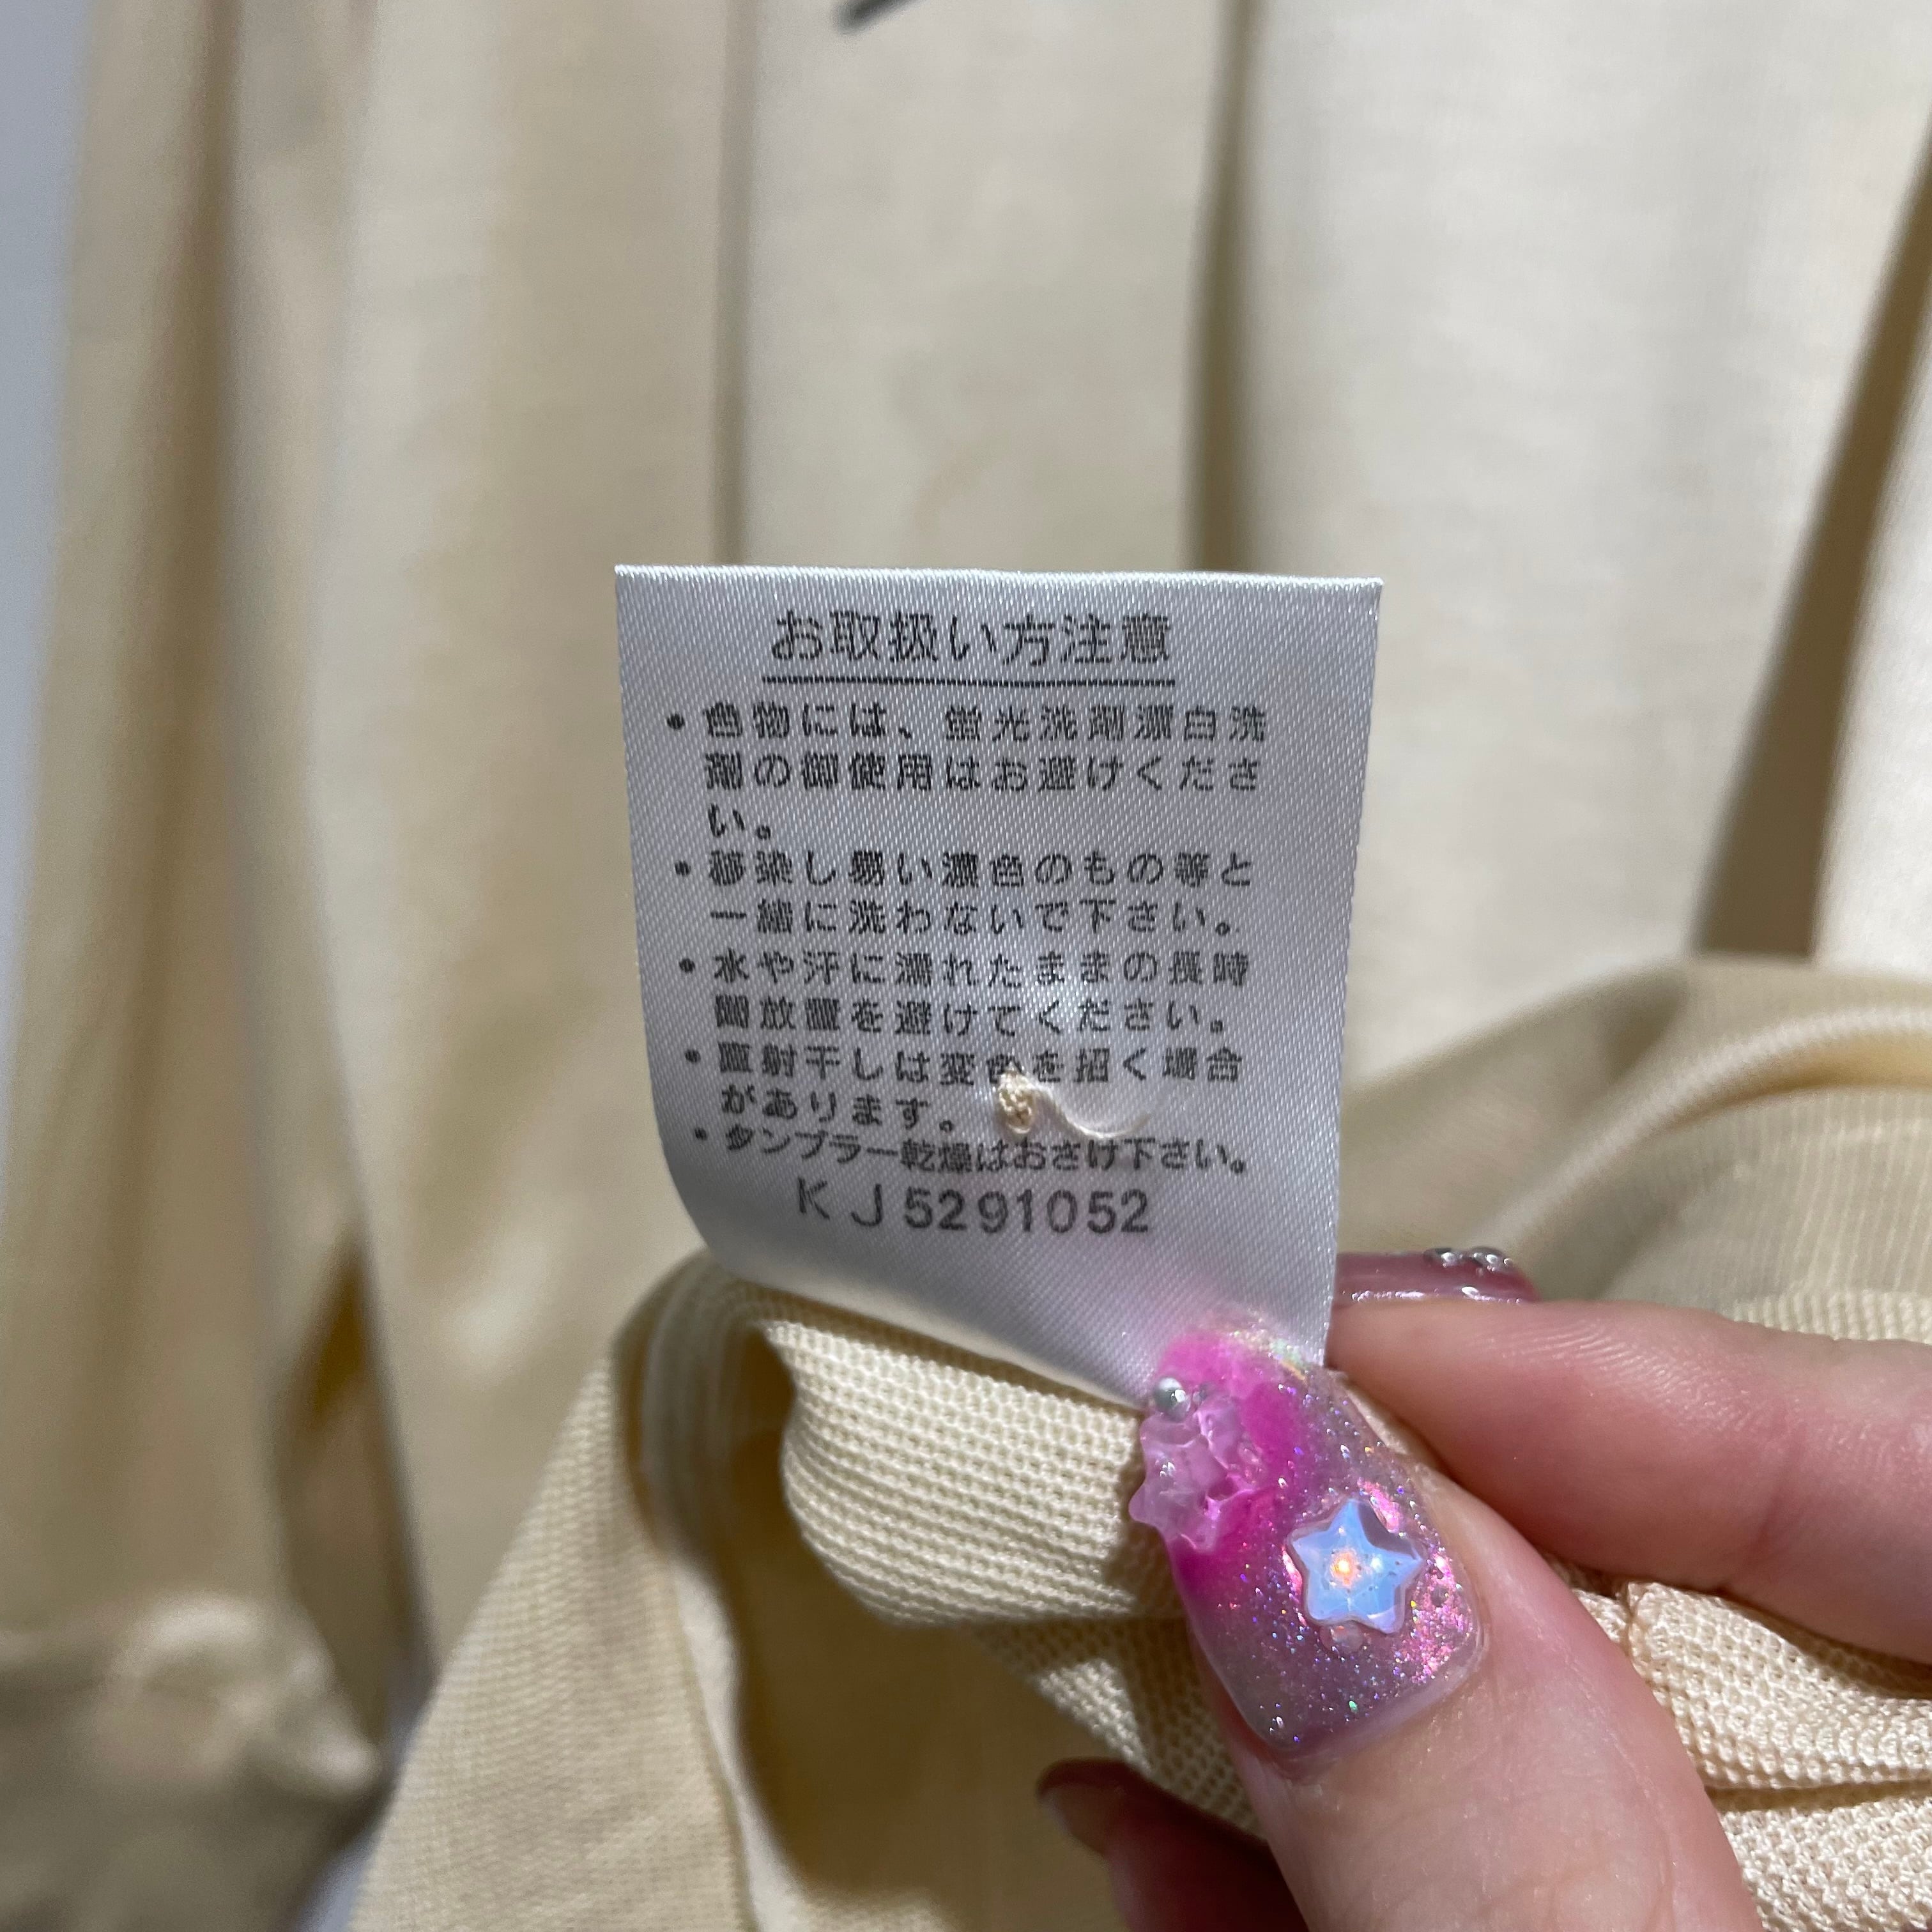 お取扱い方注意
• 色物には、蛍光洗剤漂白洗
剤の御使用はお避けくださ
い。
• 移染し易い濃色のもの等と
一緒に洗わないで下さい。
• 水や汗に濡れたままの長時
間放置を避けてください。
• 直射干しは変色を招く場合
があります。
• タンブラー乾燥はおさけ下さい。
KJ5291052